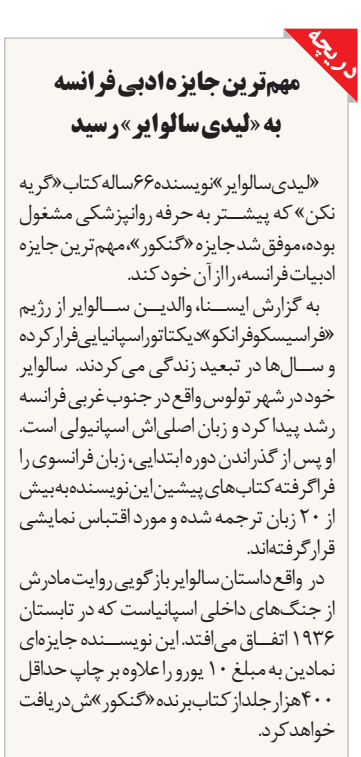 دریچه
مهم‌ترین جایزه ادبی فرانسه
به «لیدی سالوایر» رسید
«لیدی سالوایر» نویسنده ۶۶ ساله کتاب «گریه
نکن» که پیشتر به حرفه روانپزشکی مشغول
بوده، موفق شد جایزه «گنکور»، مهم‌ترین جایزه
ادبیات فرانسه، را از آن خود کند.
به گزارش ایسنا، والدین سالوایر از رژیم
«فراسیسکو فرانکو» دیکتاتور اسپانیایی فرار کرده
و سال‌ها در تبعید زندگی می‌کردند. سالوایر
خود در شهر تولوس واقع در جنوب غربی فرانسه
رشد پیدا کرد و زبان اصلی‌اش اسپانیولی است.
او پس از گذراندن دوره ابتدایی، زبان فرانسوی را
فراگرفته کتاب‌های پیشین این نویسنده به بیش
از ۲۰ زبان ترجمه شده و مورد اقتباس نمایشی
قرار گرفته‌اند.
در واقع داستان سالوایر بازگویی روایت مادرش
از جنگ‌های داخلی اسپانیاست که در تابستان
۱۹۳۶ اتفاق می‌افتد. این نویسنده جایزه‌ای
نمادین به مبلغ ۱۰ یورو را علاوه بر چاپ حداقل
۴۰۰ هزار جلد از کتاب برنده «گنکور»ش دریافت
خواهد کرد.